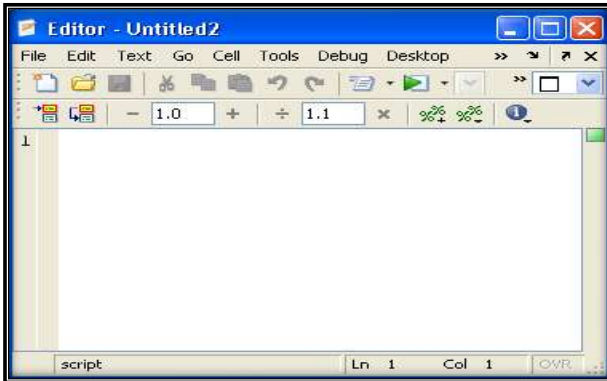 Editor - Untitled2
File Edit Text Go Cell Tools Debug Desktop »
»
− 1.0 + ÷ 1.1 × %% %%
1
script Ln 1 Col 1 OVR